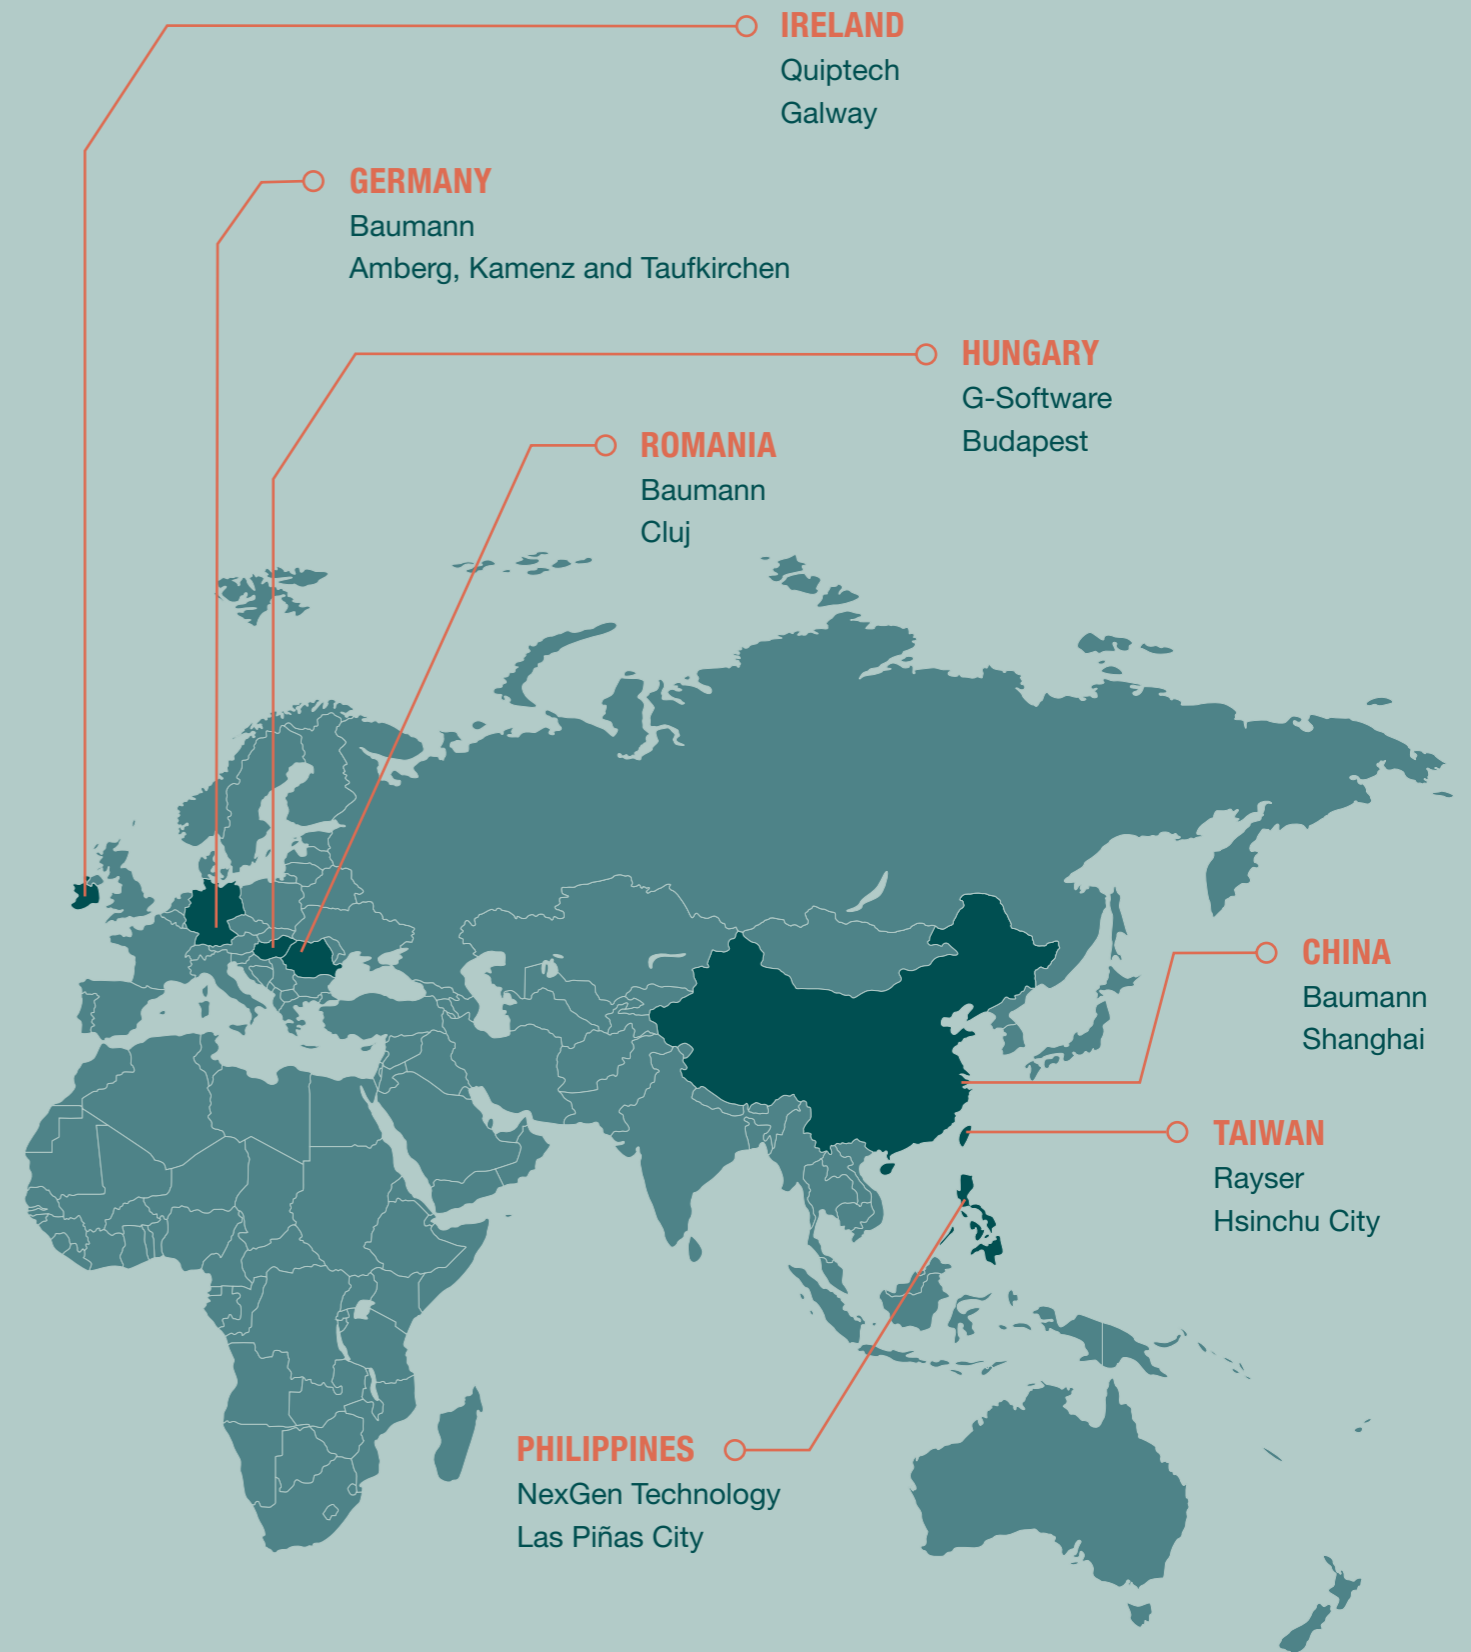 IRELAND
Quiptech
Galway
GERMANY
Baumann
Amberg, Kamenz and Taufkirchen
HUNGARY
G-Software
Budapest
ROMANIA
Baumann
Cluj
CHINA
Baumann
Shanghai
TAIWAN
Rayser
Hsinchu City
PHILIPPINES
NexGen Technology
Las Piñas City